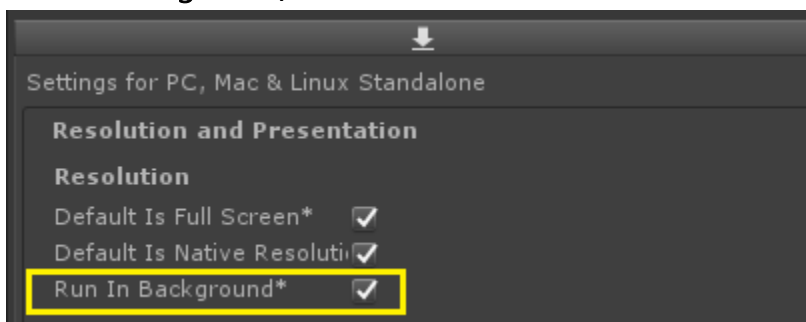 Settings for PC, Mac & Linux Standalone
Resolution and Presentation
Resolution
Default Is Full Screen*
Default Is Native Resoluti
Run In Background*